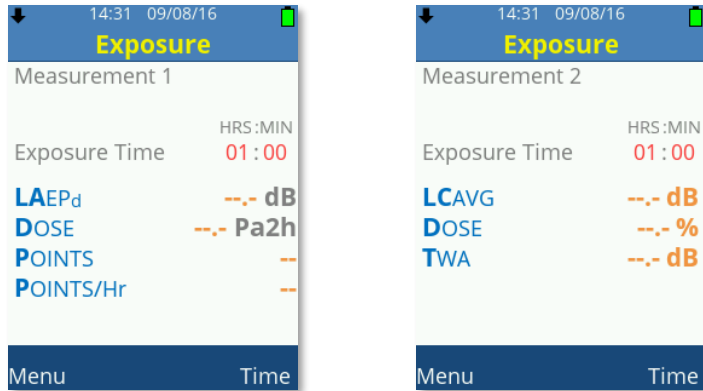 14:31 09/08/16
Exposure
Measurement 1
HRS:MIN
Exposure Time 01:00
LAEPd --.- dB
DOSE --.- Pa2h
POINTS --
POINTS/Hr --
Menu Time
14:31 09/08/16
Exposure
Measurement 2
HRS:MIN
Exposure Time 01:00
LCAVG --.- dB
DOSE --.- %
TWA --.- dB
Menu Time